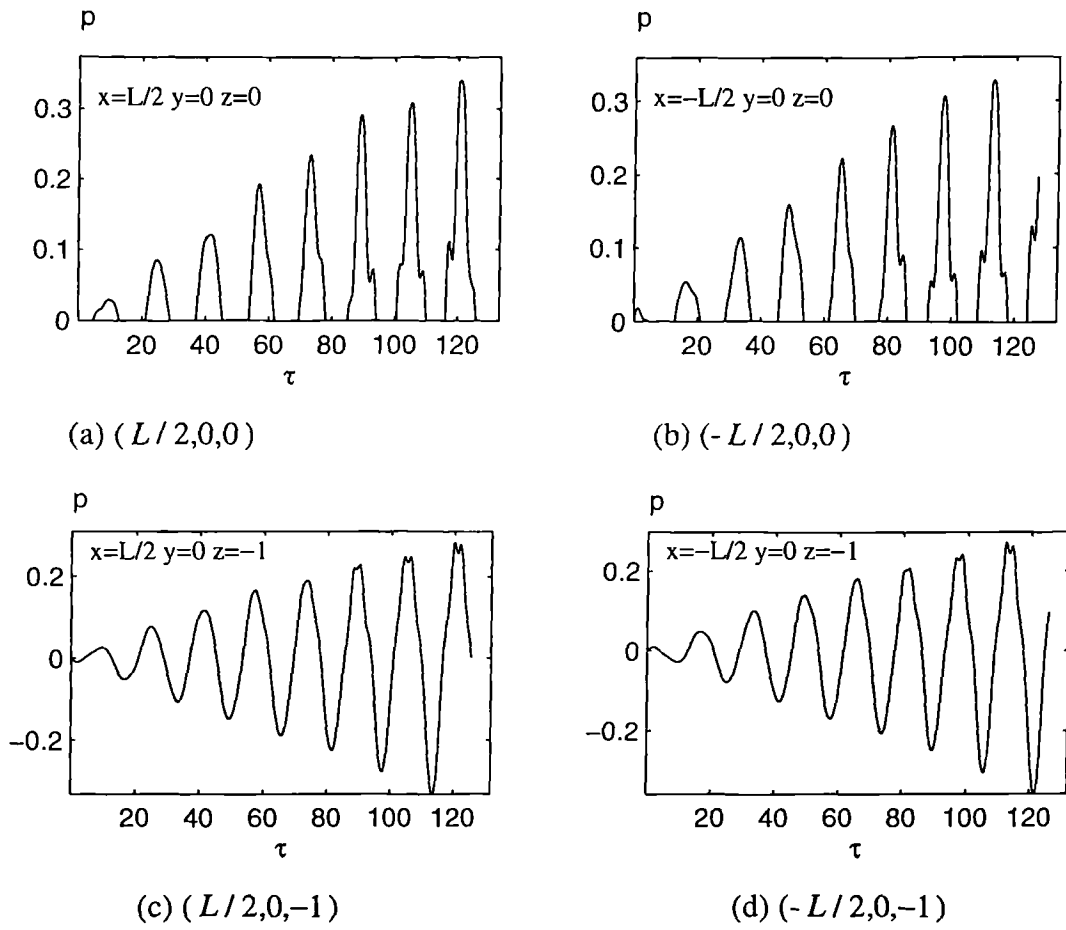 p
x=L/2 y=0 z=0
0.3
0.2
0.1
0
20 40 60 80 100 120
τ
(a) (L/2,0,0)
p
x=−L/2 y=0 z=0
0.3
0.2
0.1
0
20 40 60 80 100 120
τ
(b) (-L/2,0,0)
p
x=L/2 y=0 z=−1
0.2
0
−0.2
20 40 60 80 100 120
τ
(c) (L/2,0,−1)
p
x=−L/2 y=0 z=−1
0.2
0
−0.2
20 40 60 80 100 120
τ
(d) (-L/2,0,−1)